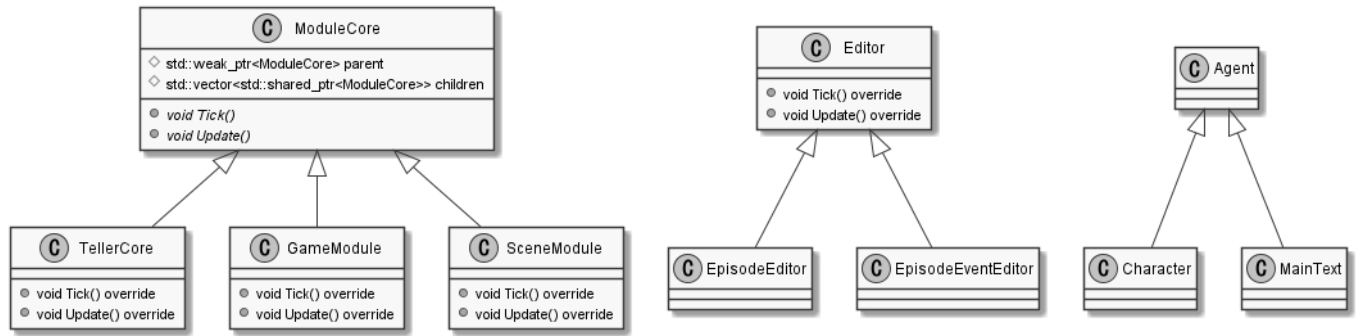 C ModuleCore
std::weak_ptr<ModuleCore> parent
std::vector<std::shared_ptr<ModuleCore>> children
void Tick()
void Update()
C TellerCore
void Tick() override
void Update() override
C GameModule
void Tick() override
void Update() override
C SceneModule
void Tick() override
void Update() override
C Editor
void Tick() override
void Update() override
C EpisodeEditor
C EpisodeEventEditor
C Agent
C Character
C MainText